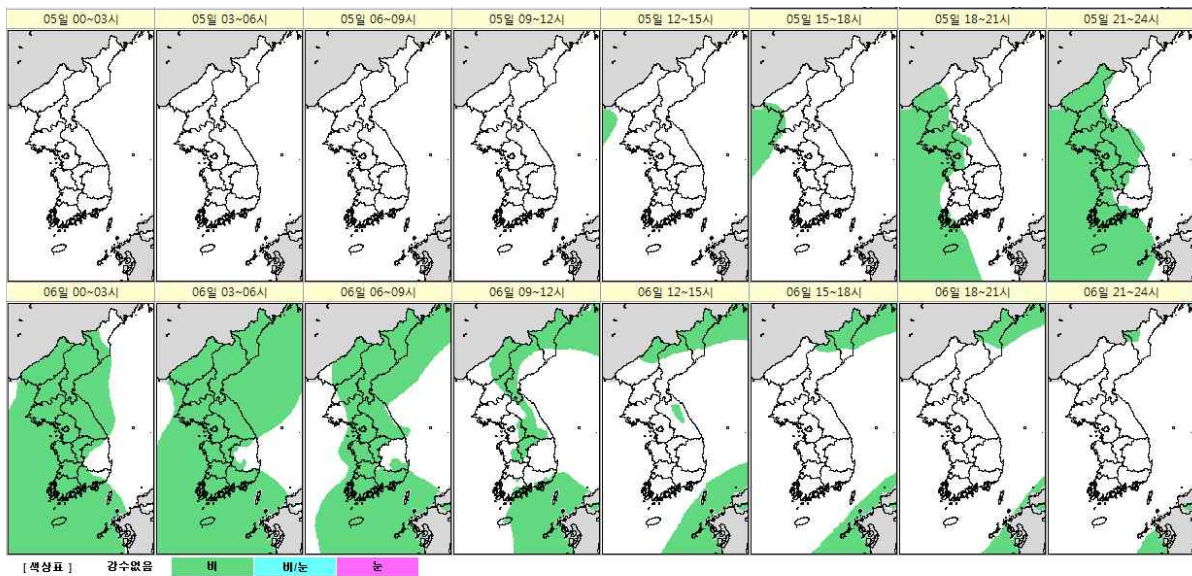 05일 00~03시 05일 03~06시 05일 06~09시 05일 09~12시 05일 12~15시 05일 15~18시 05일 18~21시 05일 21~24시
06일 00~03시 06일 03~06시 06일 06~09시 06일 09~12시 06일 12~15시 06일 15~18시 06일 18~21시 06일 21~24시
[색상표] 강수없음 비 비/눈 눈